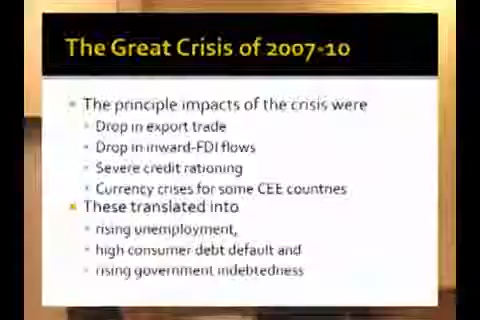 The Great Crisis of 2007-10
The principle impacts of the crisis were
Drop in export trade
Drop in inward-FDI flows
Severe credit rationing
Currency crises for some CEE countries
These translated into
rising unemployment,
high consumer debt default and
rising government indebtedness